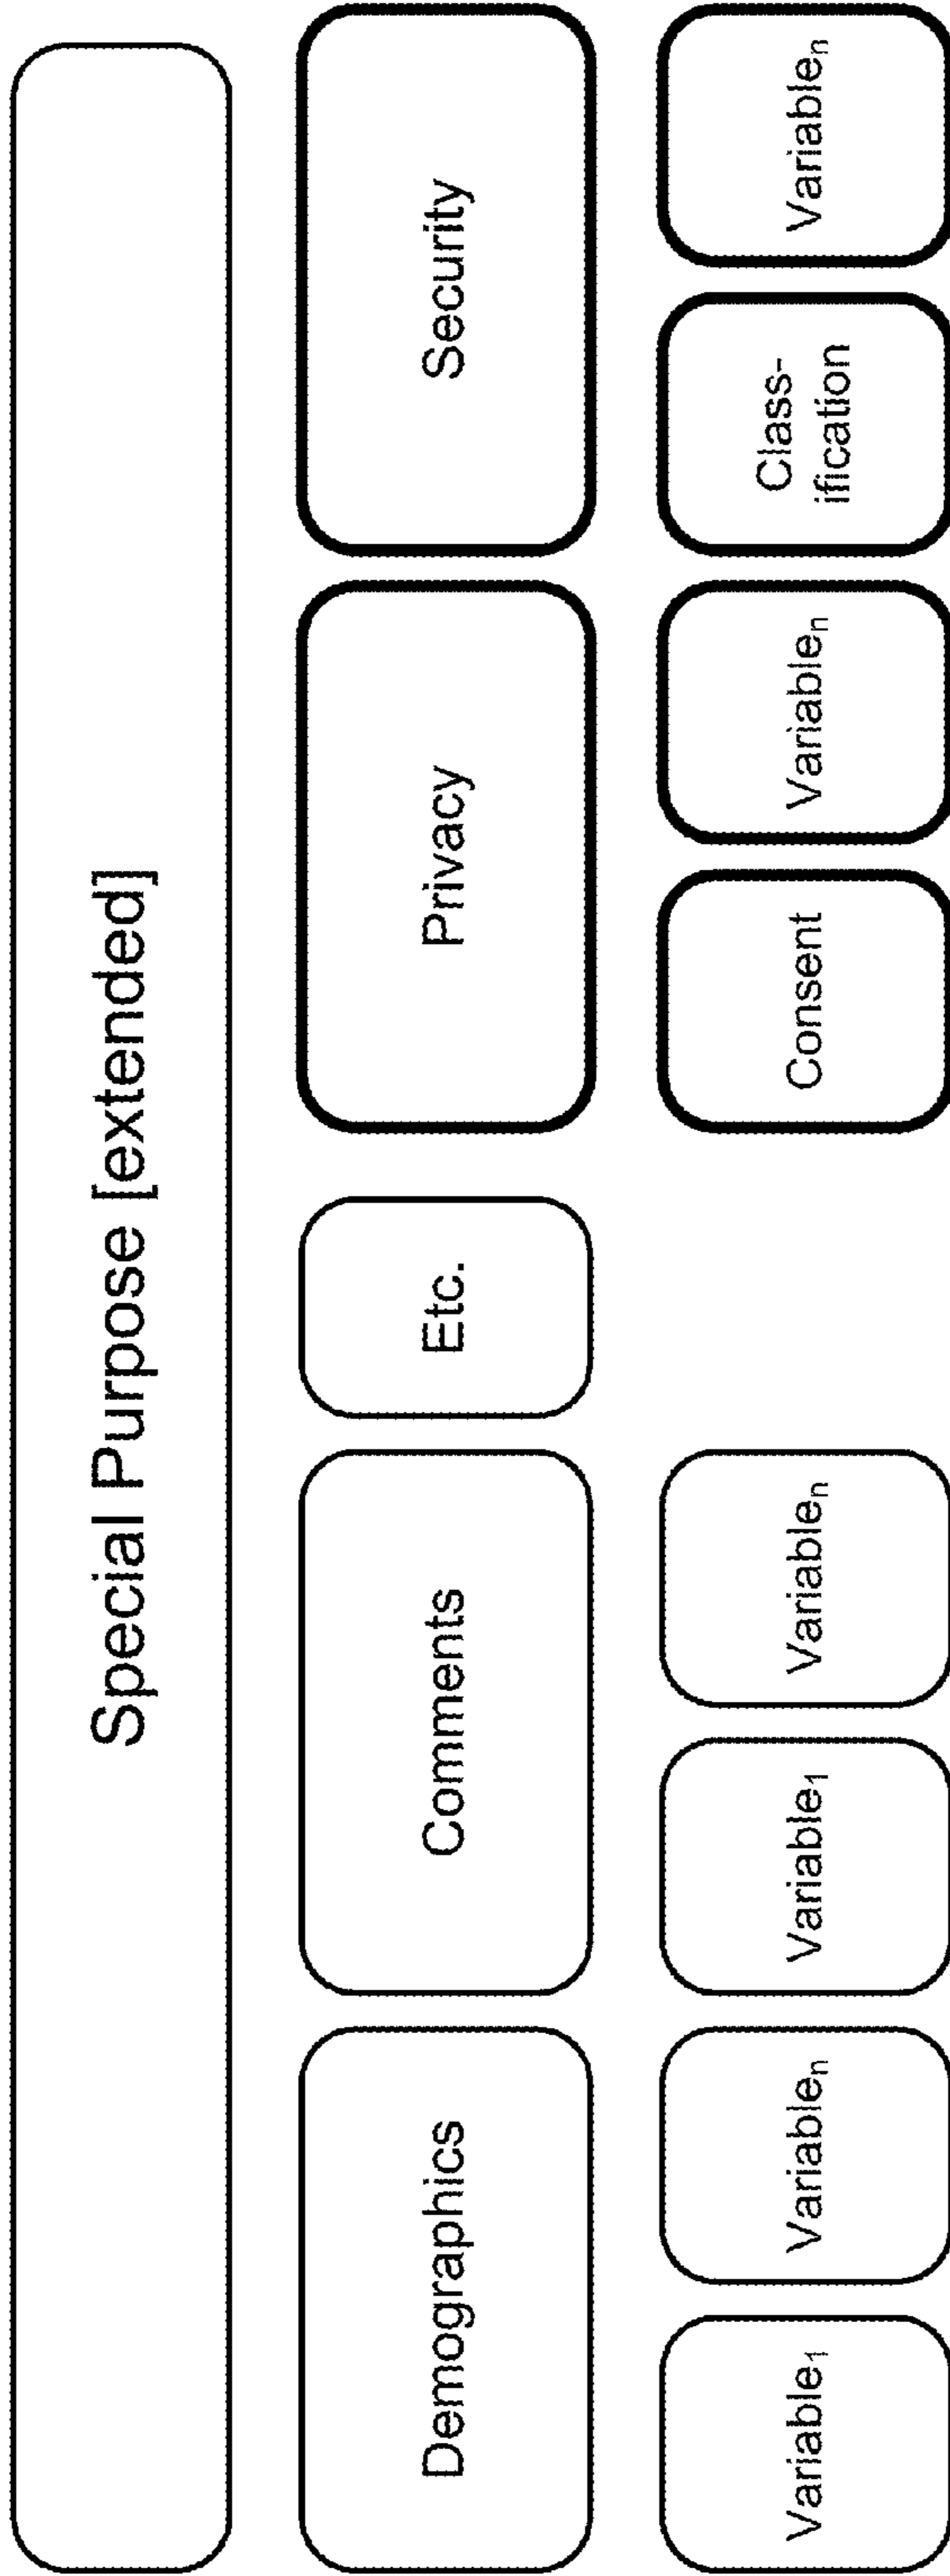 Special Purpose [extended]
Demographics
Comments
Etc.
Privacy
Security
Variable₁
Variableₙ
Variable₁
Variableₙ
Consent
Variableₙ
Class-
ification
Variableₙ